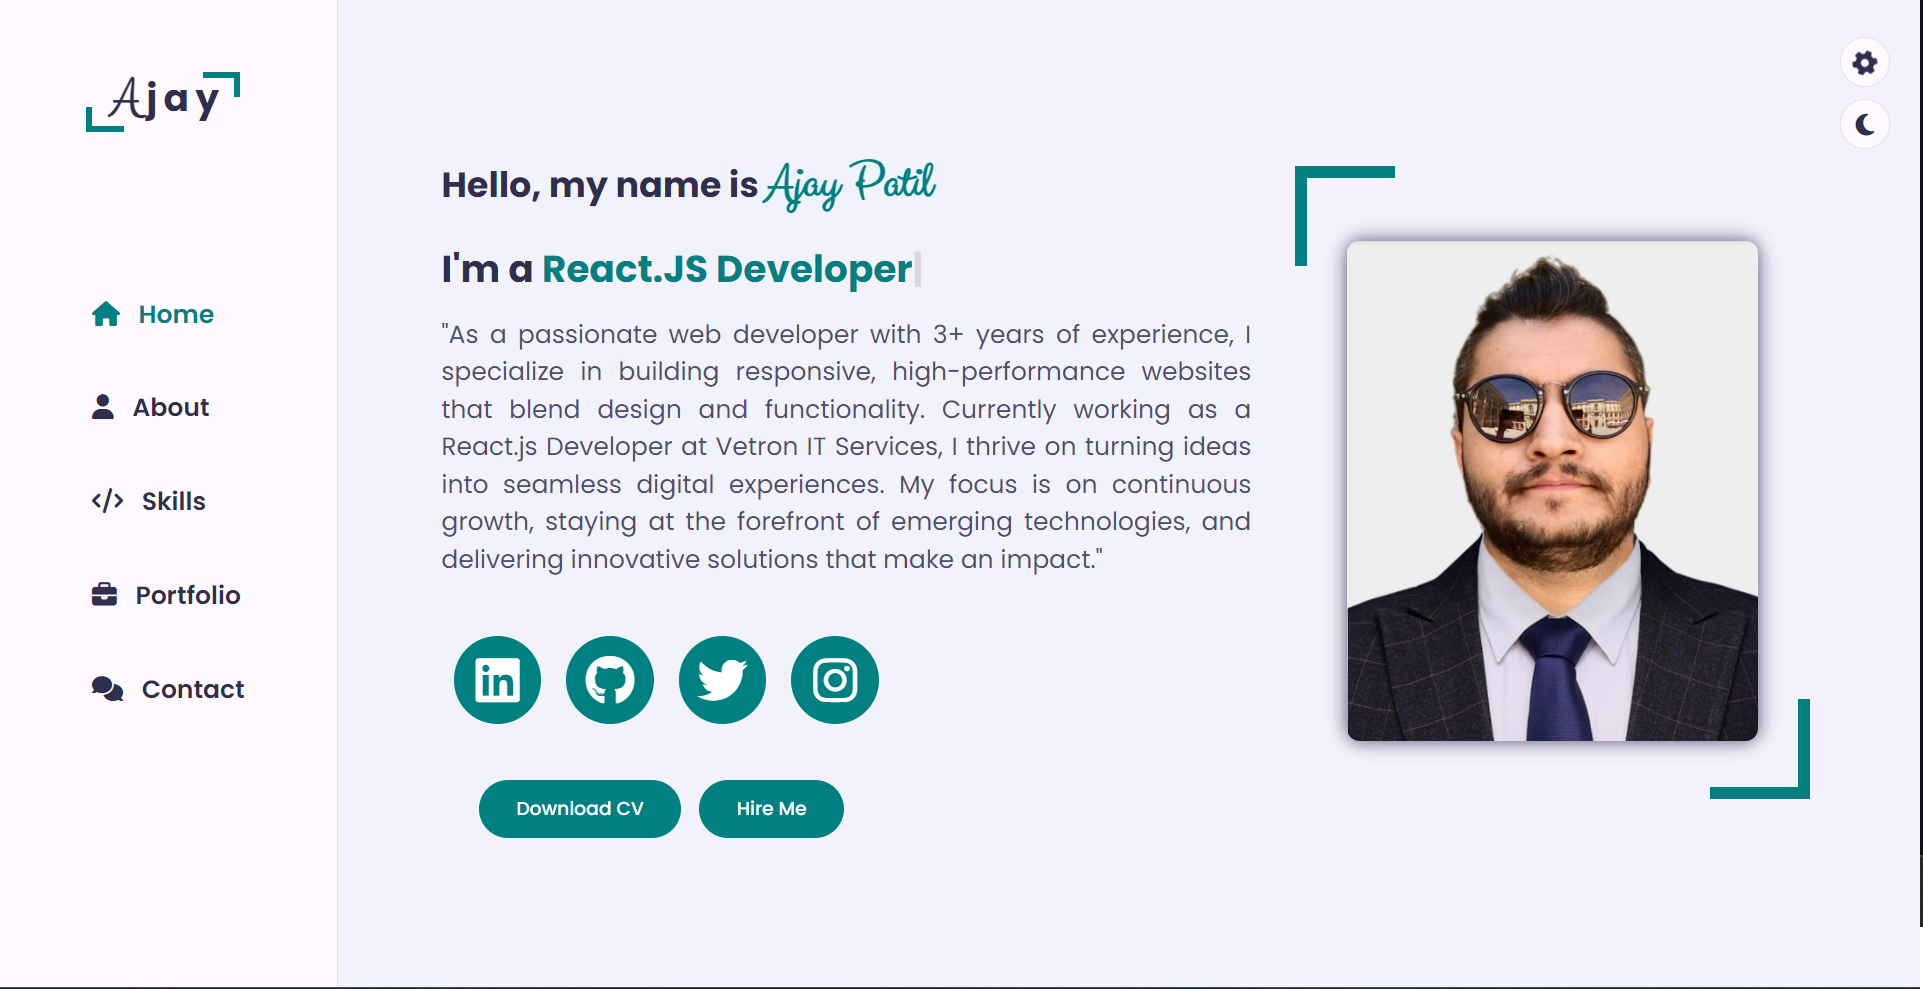 Ajay
Home
About
Skills
Portfolio
Contact
Hello, my name is Ajay Patil
I'm a React.JS Developer
"As a passionate web developer with 3+ years of experience, I
specialize in building responsive, high-performance websites
that blend design and functionality. Currently working as a
React.js Developer at Vetron IT Services, I thrive on turning ideas
into seamless digital experiences. My focus is on continuous
growth, staying at the forefront of emerging technologies, and
delivering innovative solutions that make an impact."
in
Download CV
Hire Me